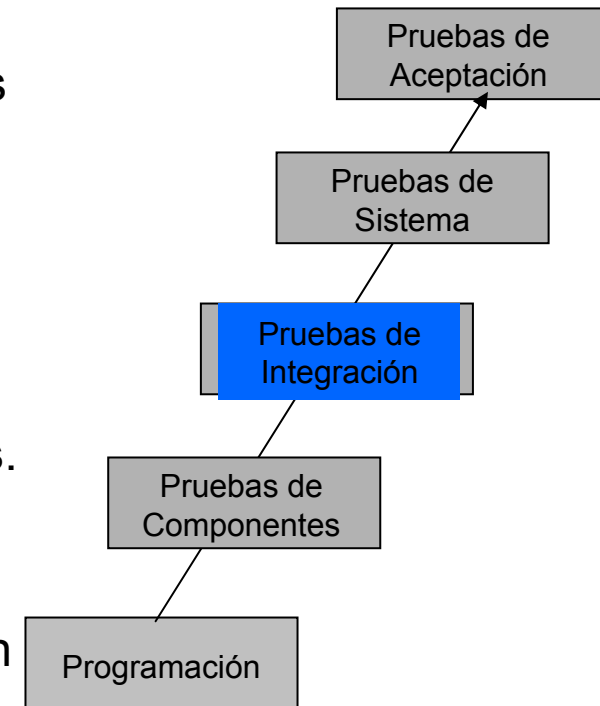 Pruebas de
Aceptación
s
Pruebas de
Sistema
Pruebas de
Integración
s.
Pruebas de
Componentes
n
Programación